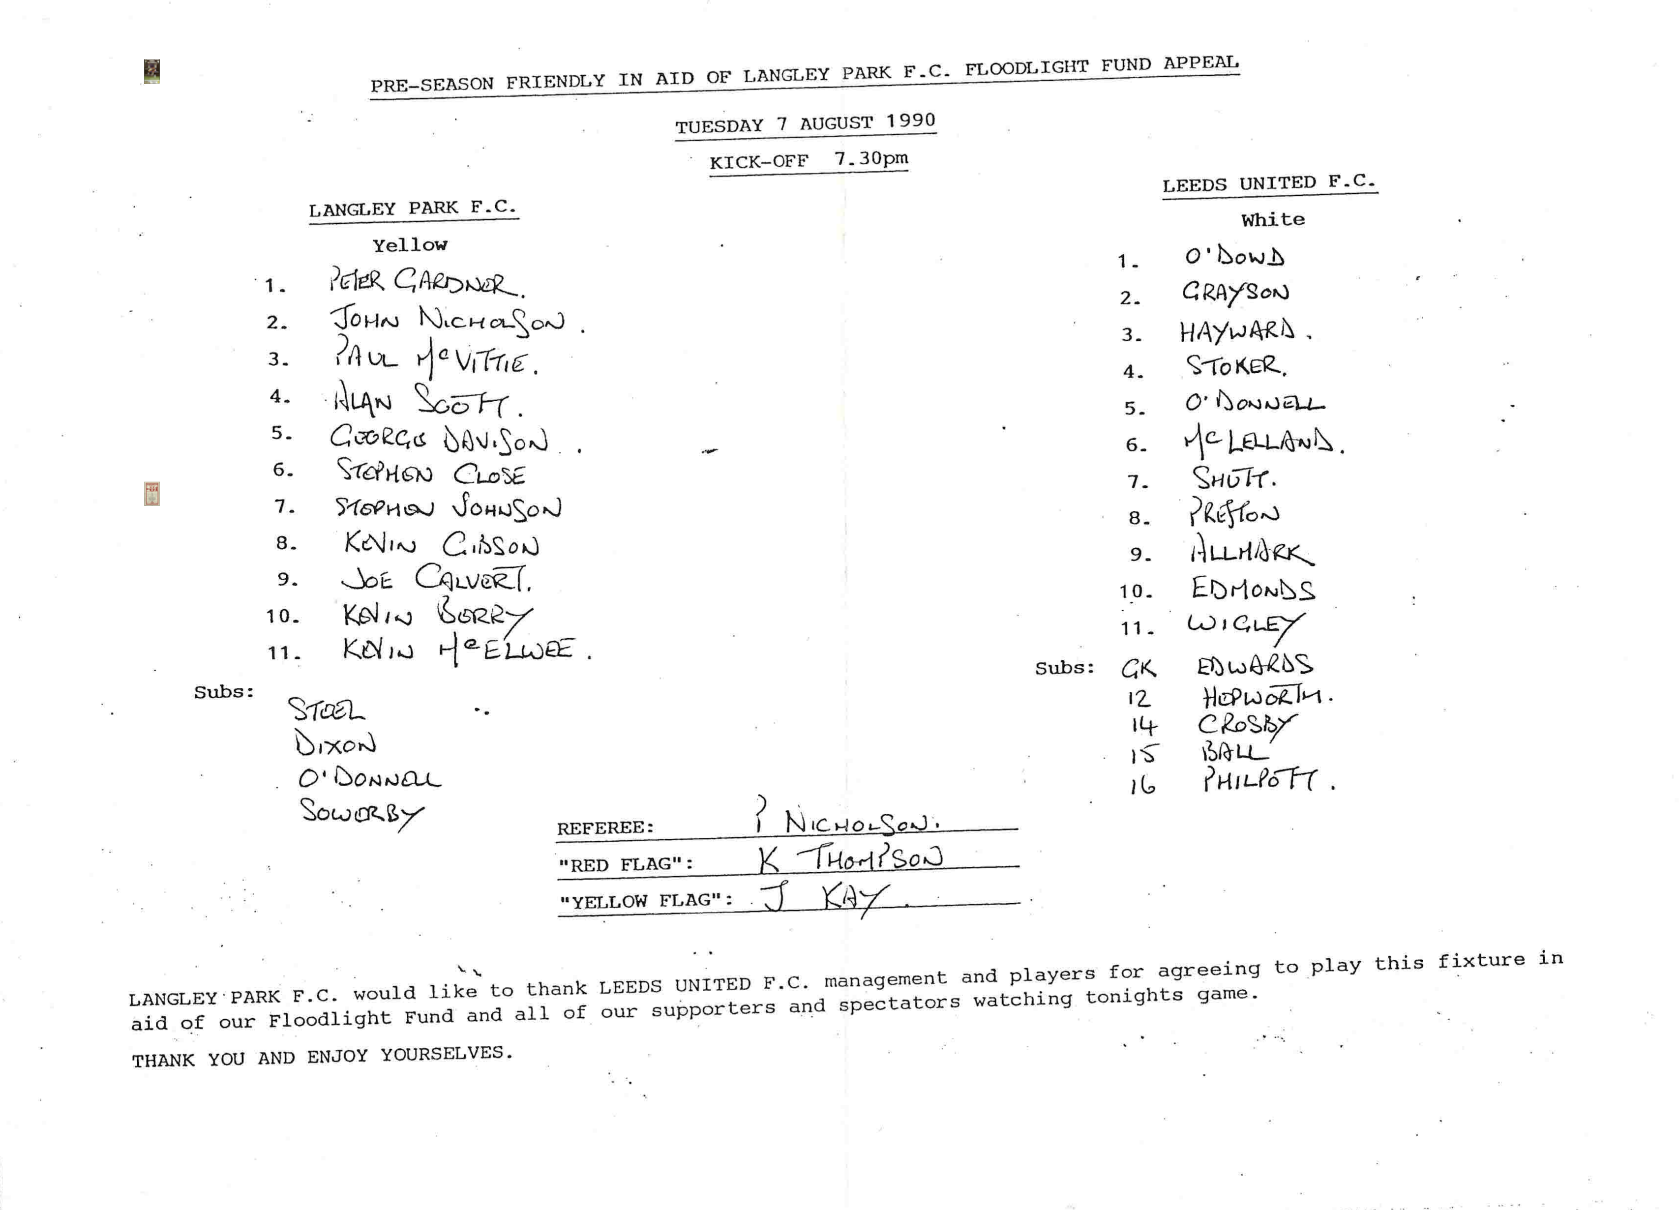 PRE-SEASON FRIENDLY IN AID OF LANGLEY PARK F.C. FLOODLIGHT FUND APPEAL
TUESDAY 7 AUGUST 1990
KICK-OFF 7.30pm
LANGLEY PARK F.C.
Yellow
1. PETER GARDNER.
2. JOHN NICHOLSON.
3. PAUL McVITTIE.
4. ALAN SCOTT.
5. GEORGE DAVISON.
6. STEPHEN CLOSE
7. STEPHEN JOHNSON
8. KEVIN GIBSON
9. JOE CALVERT.
10. KEVIN BERRY
11. KEVIN McELWEE.
Subs:
STEEL
DIXON
O'DONNELL
SOWERBY
LEEDS UNITED F.C.
White
1. O'DOWD
2. GRAYSON
3. HAYWARD.
4. STOKER.
5. O'DONNELL
6. McLELLAND.
7. SHUTT.
8. PRESTON
9. ALLMARK
10. EDMONDS
11. WIGLEY
Subs: GK EDWARDS
12 HEPWORTH.
14 CROSBY
15 BALL
16 PHILPOTT.
REFEREE: P NICHOLSON.
"RED FLAG": K THOMPSON
"YELLOW FLAG": J KAY.
LANGLEY PARK F.C. would like to thank LEEDS UNITED F.C. management and players for agreeing to play this fixture in
aid of our Floodlight Fund and all of our supporters and spectators watching tonights game.
THANK YOU AND ENJOY YOURSELVES.